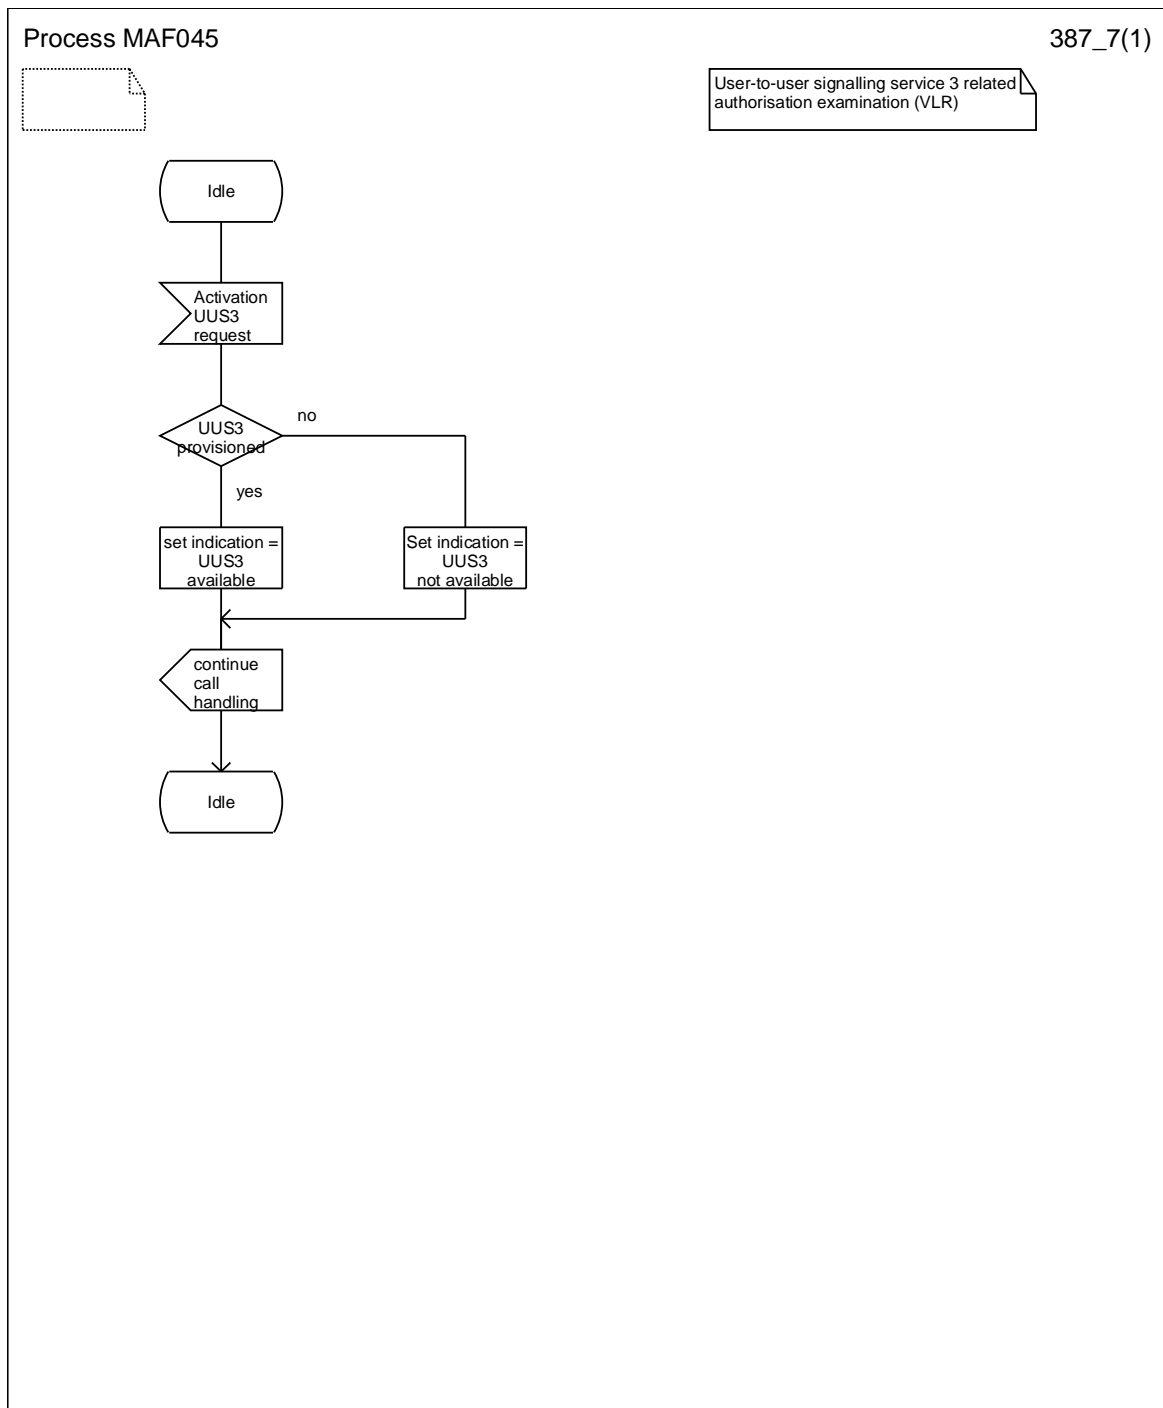 Process MAF045
387_7(1)
User-to-user signalling service 3 related
authorisation examination (VLR)
Idle
Activation
UUS3
request
UUS3
provisioned
no
yes
set indication =
UUS3
available
Set indication =
UUS3
not available
continue
call
handling
Idle